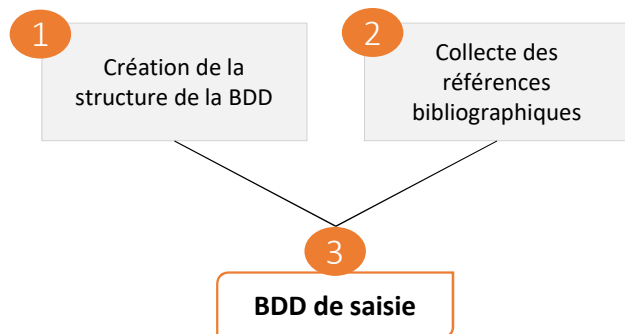 1
Création de la
structure de la BDD
2
Collecte des
références
bibliographiques
3
BDD de saisie